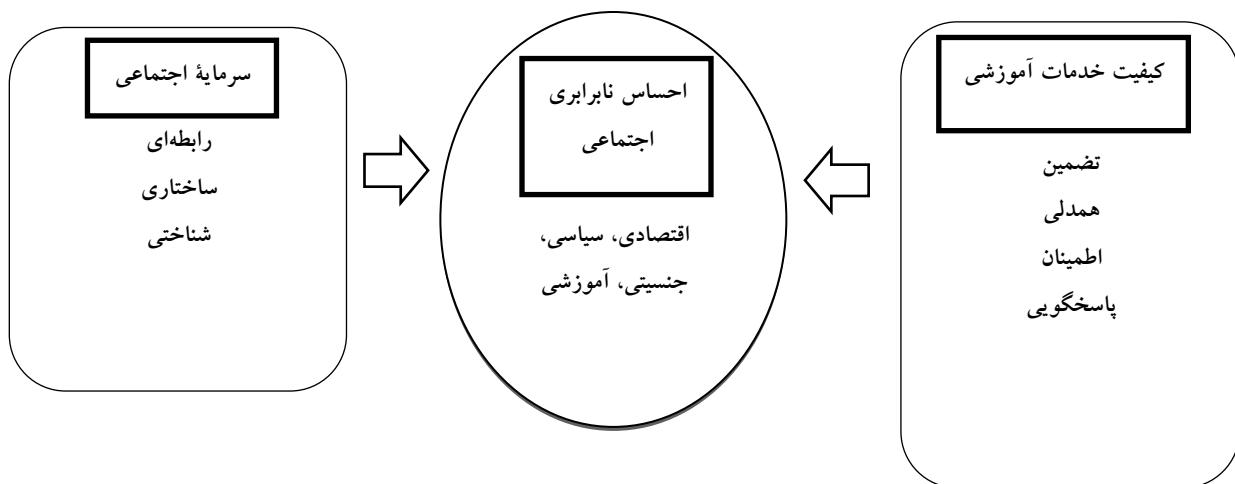 کیفیت خدمات آموزشی
تضمین
همدلی
اطمینان
پاسخگویی
احساس نابرابری
اجتماعی
اقتصادی، سیاسی،
جنسیتی، آموزشی
سرمایۀ اجتماعی
رابطه‌ای
ساختاری
شناختی